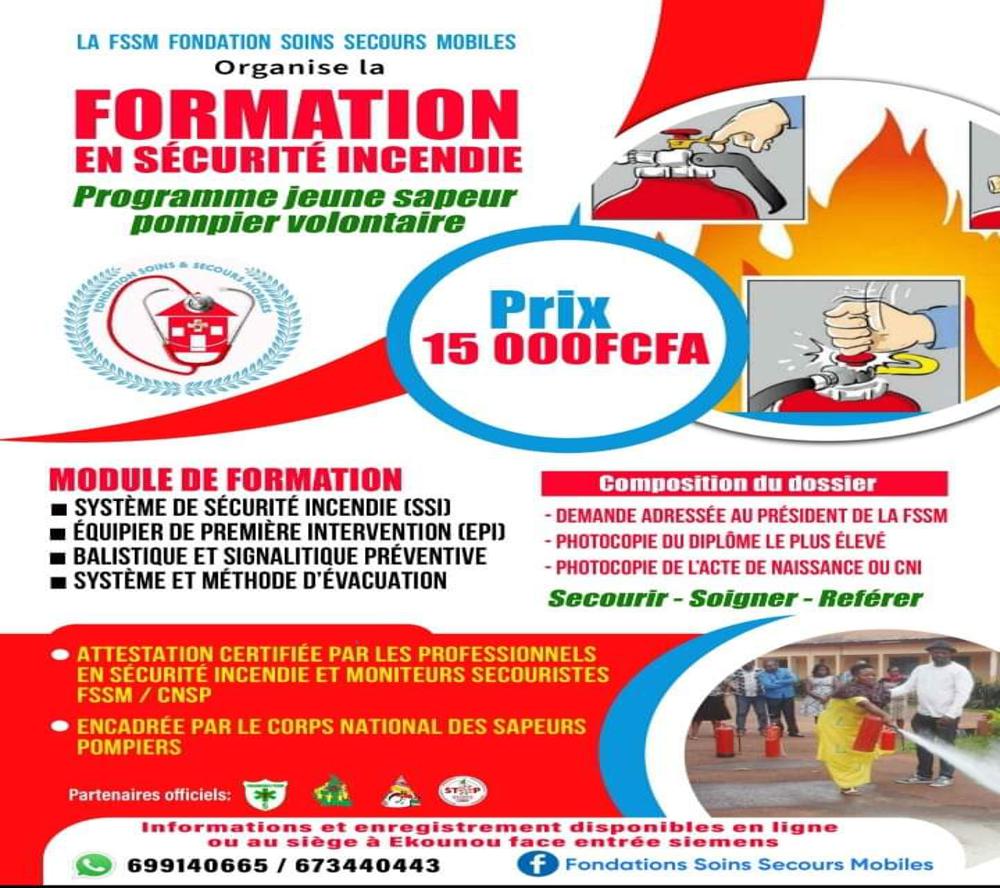 LA FSSM FONDATION SOINS SECOURS MOBILES
Organise la
FORMATION
EN SÉCURITÉ INCENDIE
Programme jeune sapeur
pompier volontaire
FONDATION SOINS & SECOURS MOBILES
Prix
15 000FCFA
MODULE DE FORMATION
■ SYSTÈME DE SÉCURITÉ INCENDIE (SSI)
■ ÉQUIPIER DE PREMIÈRE INTERVENTION (EPI)
■ BALISTIQUE ET SIGNALITIQUE PRÉVENTIVE
■ SYSTÈME ET MÉTHODE D'ÉVACUATION
Composition du dossier
- DEMANDE ADRESSÉE AU PRÉSIDENT DE LA FSSM
- PHOTOCOPIE DU DIPLÔME LE PLUS ÉLEVÉ
- PHOTOCOPIE DE L'ACTE DE NAISSANCE OU CNI
Secourir - Soigner - Reférer
● ATTESTATION CERTIFIÉE PAR LES PROFESSIONNELS
EN SÉCURITÉ INCENDIE ET MONITEURS SECOURISTES
FSSM / CNSP
● ENCADRÉE PAR LE CORPS NATIONAL DES SAPEURS
POMPIERS
Partenaires officiels:
Informations et enregistrement disponibles en ligne
ou au siège à Ekounou face entrée siemens
699140665 / 673440443
Fondations Soins Secours Mobiles